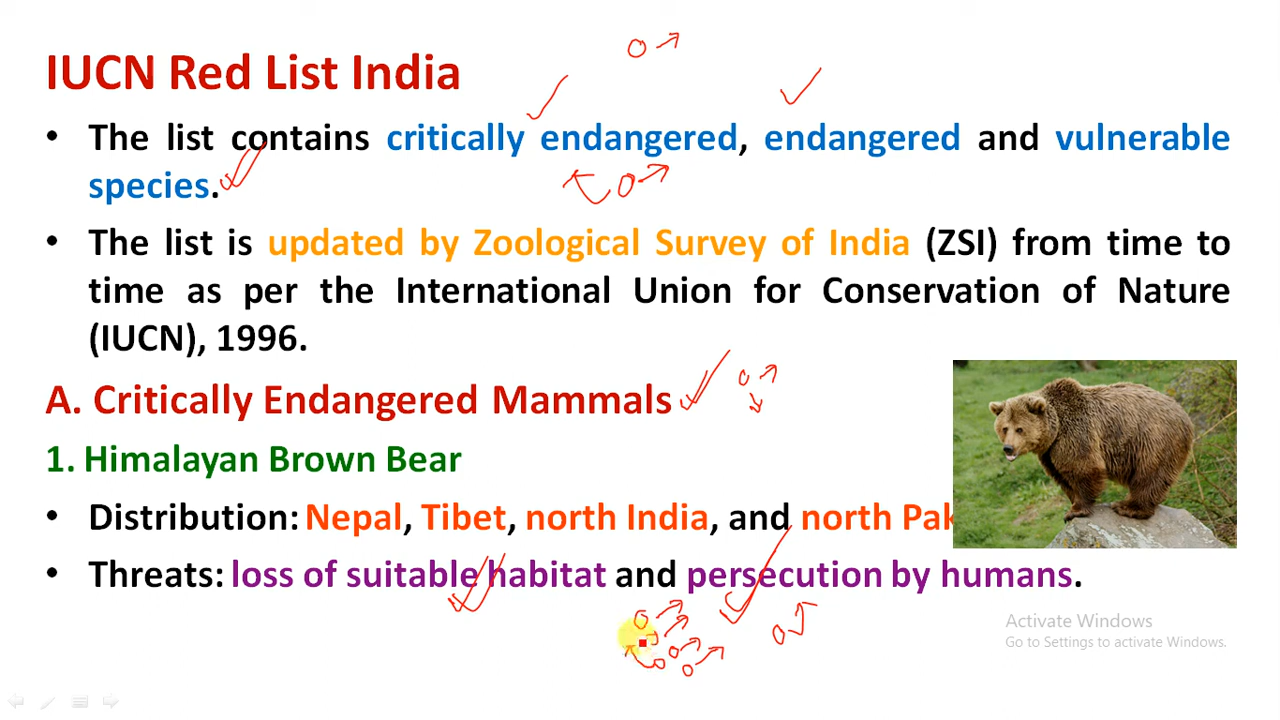 IUCN Red List India
• The list contains critically endangered, endangered and vulnerable
species.
• The list is updated by Zoological Survey of India (ZSI) from time to
time as per the International Union for Conservation of Nature
(IUCN), 1996.
A. Critically Endangered Mammals
1. Himalayan Brown Bear
• Distribution: Nepal, Tibet, north India, and north Pak
• Threats: loss of suitable habitat and persecution by humans.
Activate Windows
Go to Settings to activate Windows.